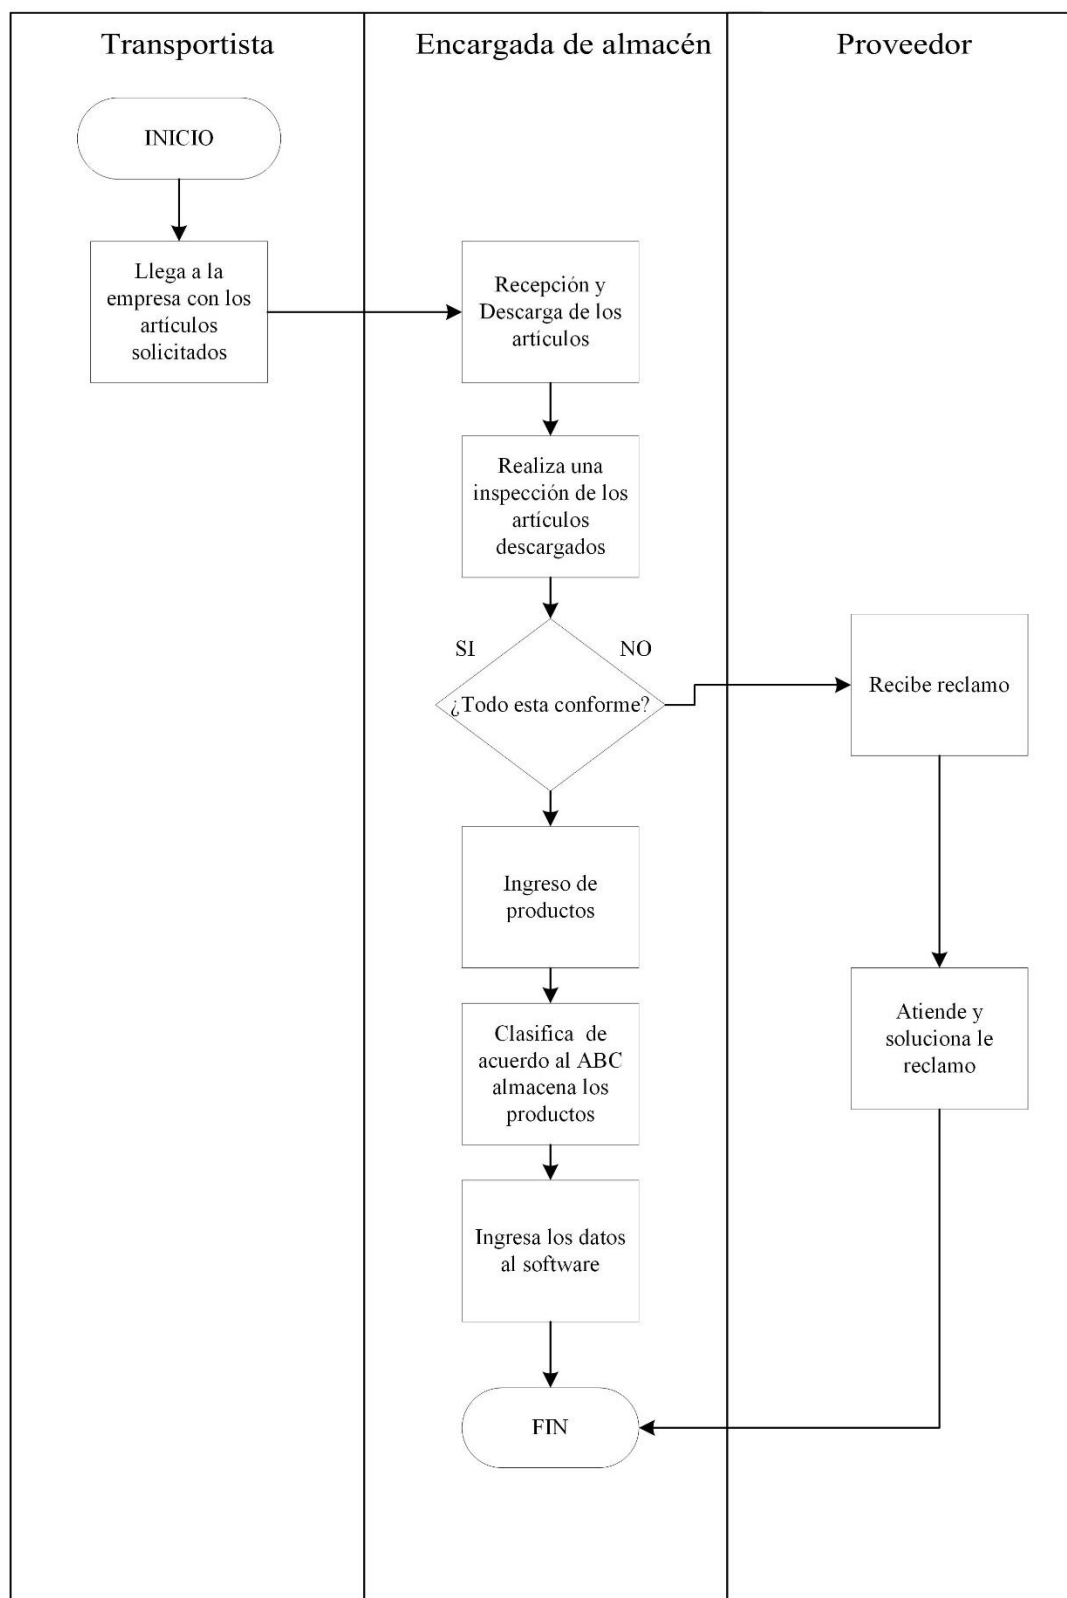 Transportista
Encargada de almacén
Proveedor
INICIO
Llega a la
empresa con los
artículos
solicitados
Recepción y
Descarga de los
artículos
Realiza una
inspección de los
artículos
descargados
SI
NO
¿Todo esta conforme?
Recibe reclamo
Ingreso de
productos
Atiende y
soluciona le
reclamo
Clasifica de
acuerdo al ABC
almacena los
productos
Ingresa los datos
al software
FIN